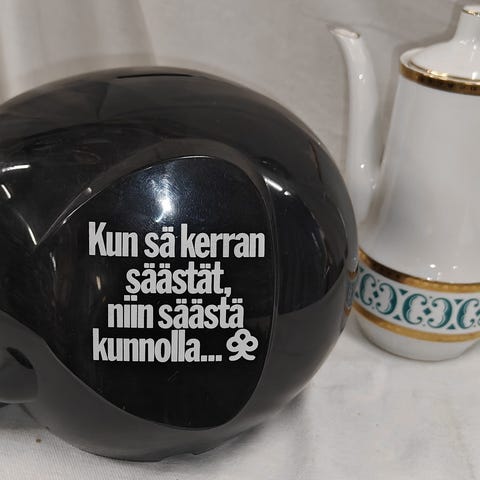 Kun sä kerran
säästät,
niin säästä
kunnolla...